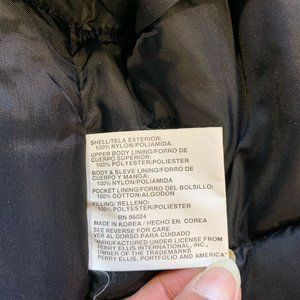 SHELL/TELA EXTERIOR:
100% NYLON/POLIAMIDA
UPPER BODY LINING/FORRO DE
CUERPO SUPERIOR:
100% POLYESTER/POLIESTER
BODY & SLEEVE LINING/FORRO DE
CUERPO Y MANGA:
100% NYLON/POLIAMIDA
POCKET LINING/FORRO DEL BOLSILLO:
100% COTTON/ALGODON
FILLING/RELLENO:
100% POLYESTER/POLIESTER
RN 86024
MADE IN KOREA / HECHO EN COREA
SEE REVERSE FOR CARE
VER AL DORSO PARA CUIDADO
MANUFACTURED UNDER LICENSE FROM
PERRY ELLIS INTERNATIONAL, INC.
OWNER OF THE TRADEMARKS
PERRY ELLIS, PORTFOLIO AND AMERICA